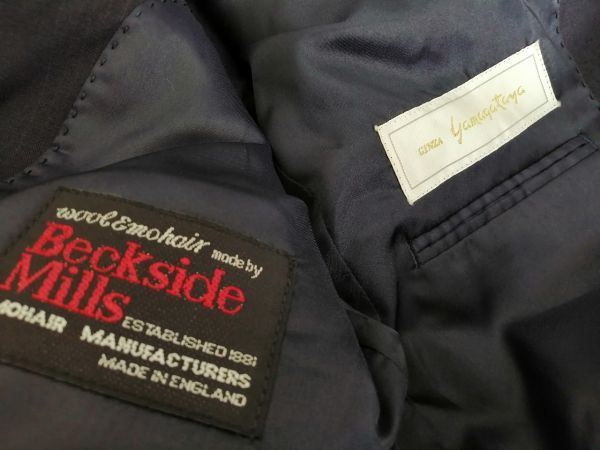 wool & mohair made by
Beckside
Mills
ESTABLISHED 1881
MOHAIR MANUFACTURERS
MADE IN ENGLAND
GINZA Yamagataya